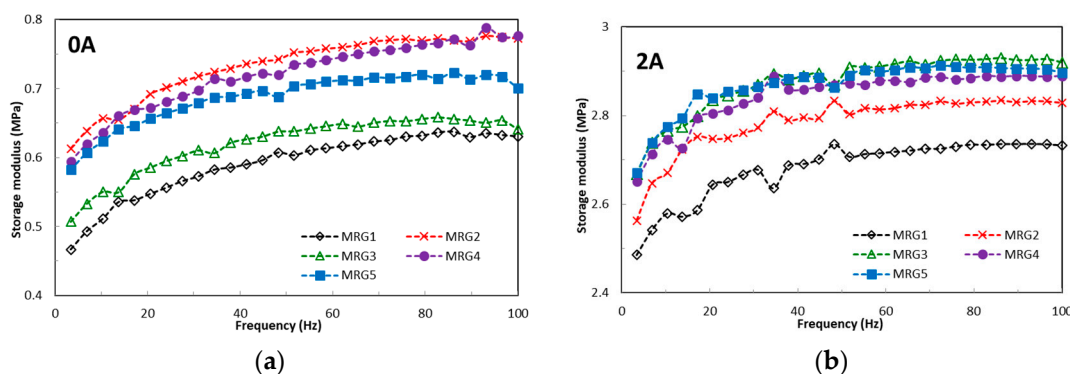 0A
Storage modulus (MPa)
0.8
0.7
0.6
0.5
0.4
0 20 40 60 80 100
Frequency (Hz)
MRG1 MRG2
MRG3 MRG4
MRG5
(a)
2A
Storage modulus (MPa)
3
2.8
2.6
2.4
0 20 40 60 80 100
Frequency (Hz)
MRG1 MRG2
MRG3 MRG4
MRG5
(b)